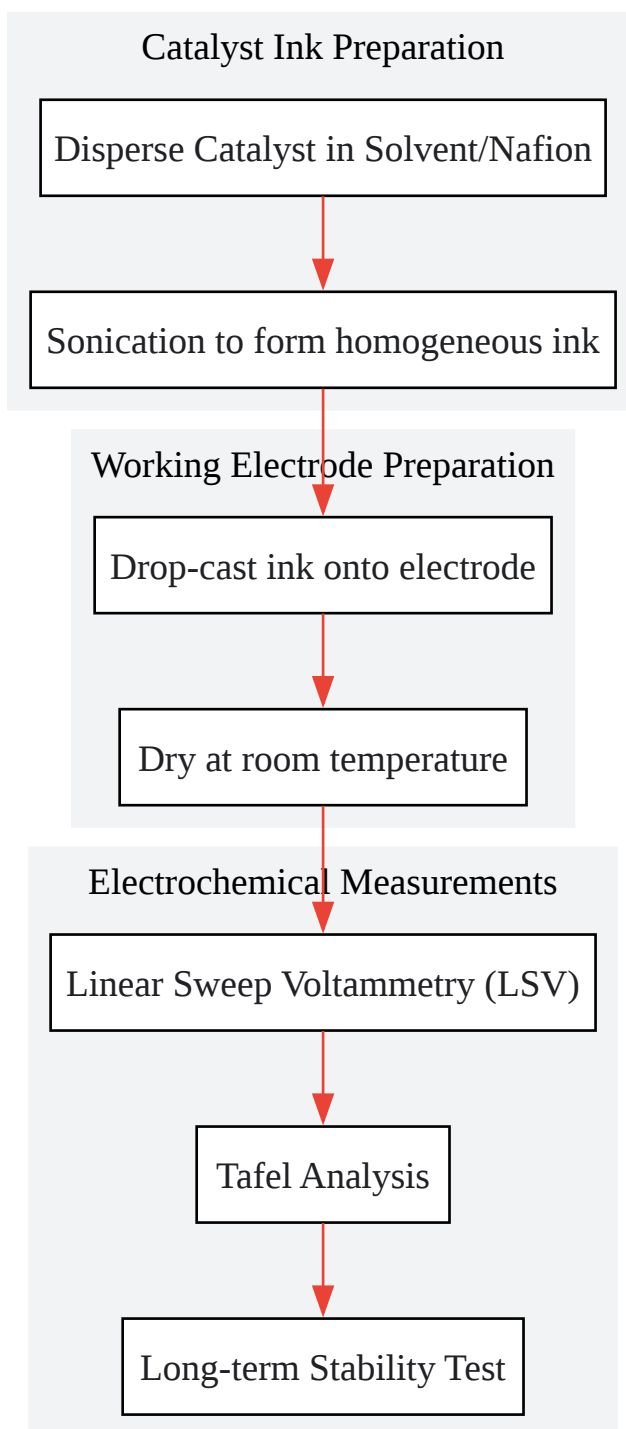 Catalyst Ink Preparation
Disperse Catalyst in Solvent/Nafion
Sonication to form homogeneous ink
Working Electrode Preparation
Drop-cast ink onto electrode
Dry at room temperature
Electrochemical Measurements
Linear Sweep Voltammetry (LSV)
Tafel Analysis
Long-term Stability Test